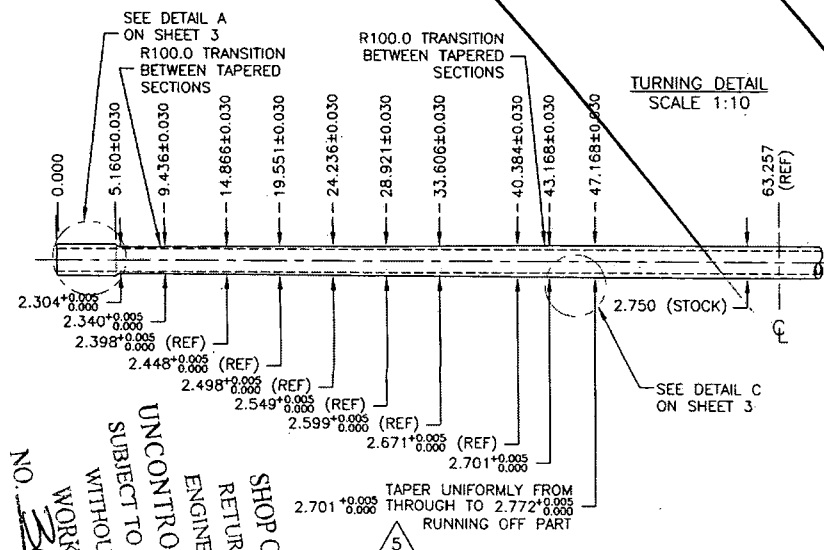 SEE DETAIL A
ON SHEET 3
R100.0 TRANSITION
BETWEEN TAPERED
SECTIONS
R100.0 TRANSITION
BETWEEN TAPERED
SECTIONS
TURNING DETAIL
SCALE 1:10
0.000
5.160±0.030
9.436±0.030
14.866±0.030
19.551±0.030
24.236±0.030
28.921±0.030
33.606±0.030
40.384±0.030
43.168±0.030
47.168±0.030
63.257
(REF)
2.304 +0.005 0.000
2.340 +0.005 0.000
2.398 +0.005 0.000 (REF)
2.448 +0.005 0.000 (REF)
2.498 +0.005 0.000 (REF)
2.549 +0.005 0.000 (REF)
2.599 +0.005 0.000 (REF)
2.671 +0.005 0.000 (REF)
2.701 +0.005 0.000
2.750 (STOCK)
SEE DETAIL C
ON SHEET 3
TAPER UNIFORMLY FROM
2.701 +0.005 0.000 THROUGH TO 2.772 +0.005 0.000
RUNNING OFF PART
5
SHOP
RETUR
ENGINE
UNCONTRO
SUBJECT TO
WITHOU
WORK
NO.